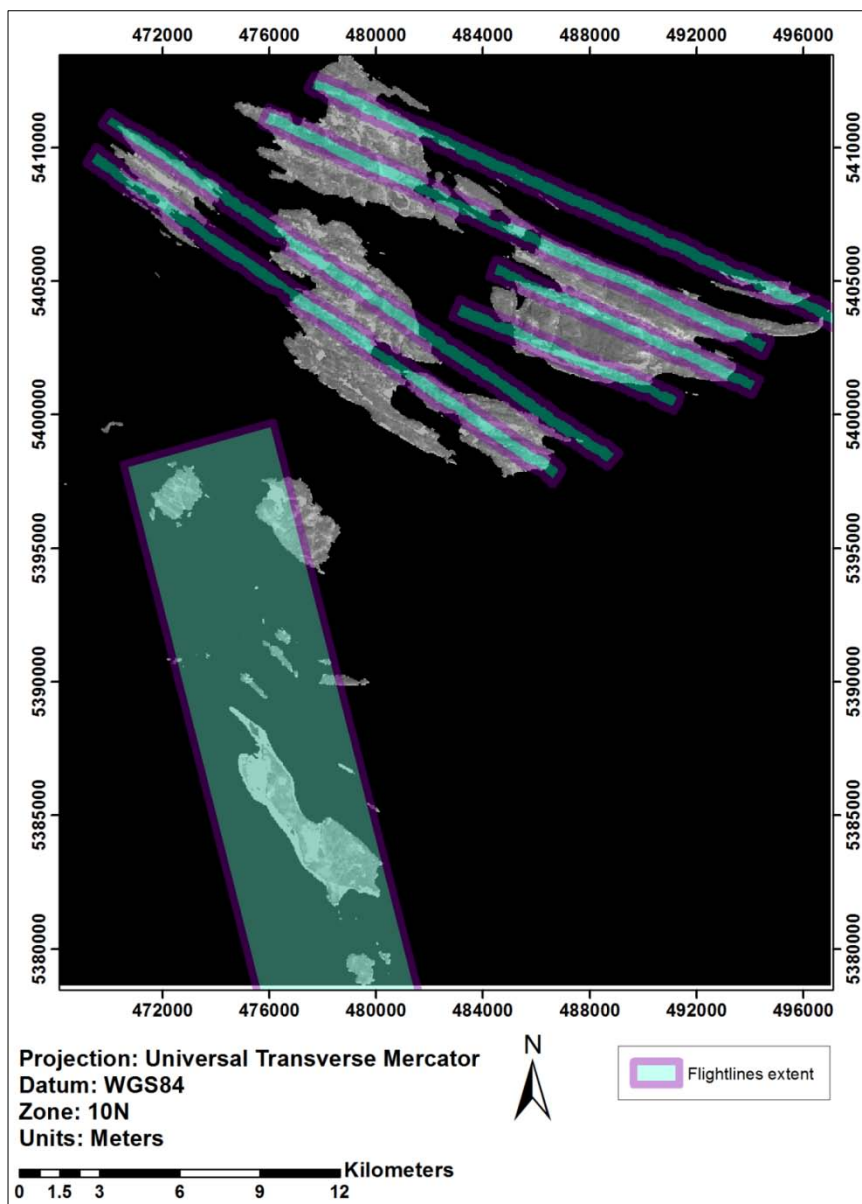 472000 476000 480000 484000 488000 492000 496000
5410000 5410000
5405000 5405000
5400000 5400000
5395000 5395000
5390000 5390000
5385000 5385000
5380000 5380000
472000 476000 480000 484000 488000 492000 496000
Projection: Universal Transverse Mercator
Datum: WGS84
Zone: 10N
Units: Meters
N
Flightlines extent
Kilometers
0 1.5 3 6 9 12